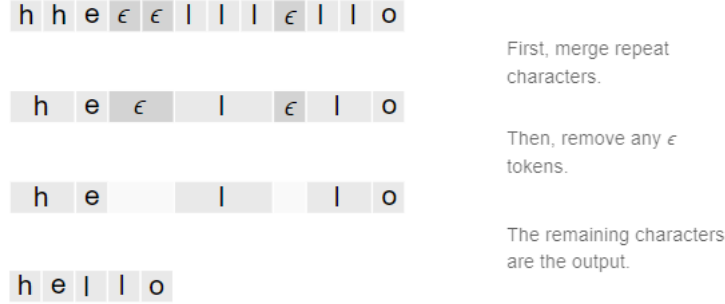 h h e ϵ ϵ l l l ϵ l l o
First, merge repeat
characters.
h e ϵ l ϵ l o
Then, remove any ϵ
tokens.
h e l l o
The remaining characters
are the output.
h e l l o